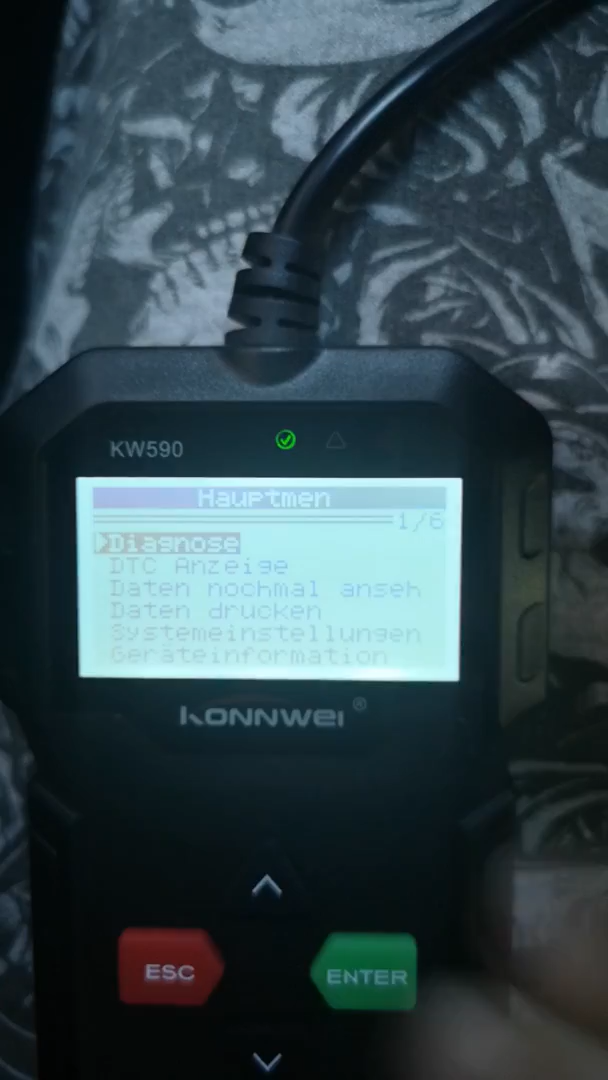 KW590
Hauptmen
1/6
Diagnose
DTC Anzeige
Daten nochmal anseh
Daten drucken
Systemeinstellungen
Geräteinformation
KONNWEI ®
ESC
ENTER